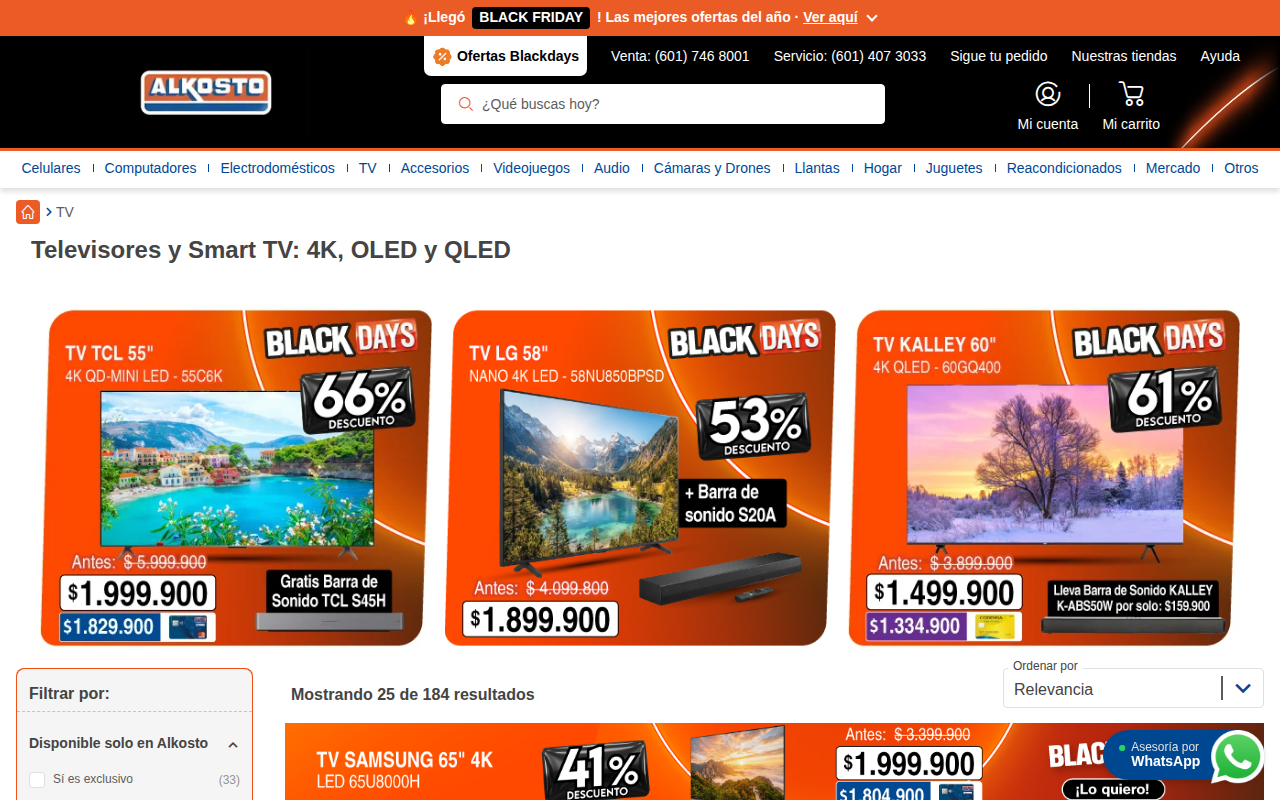 🔥 ¡Llegó BLACK FRIDAY ! Las mejores ofertas del año · Ver aquí
Ofertas Blackdays
Venta: (601) 746 8001
Servicio: (601) 407 3033
Sigue tu pedido
Nuestras tiendas
Ayuda
ALKOSTO
¿Qué buscas hoy?
Mi cuenta
Mi carrito
Celulares
Computadores
Electrodomésticos
TV
Accesorios
Videojuegos
Audio
Cámaras y Drones
Llantas
Hogar
Juguetes
Reacondicionados
Mercado
Otros
TV
Televisores y Smart TV: 4K, OLED y QLED
BLACK DAYS
TV TCL 55"
4K QD-MINI LED - 55C6K
66%
DESCUENTO
Antes: $ 5.999.900
$1.999.900
$1.829.900
Gratis Barra de
Sonido TCL S45H
BLACK DAYS
TV LG 58"
NANO 4K LED - 58NU850BPSD
53%
DESCUENTO
+ Barra de
sonido S20A
Antes: $ 4.099.800
$1.899.900
BLACK DAYS
TV KALLEY 60"
4K QLED - 60GQ400
61%
DESCUENTO
Antes: $ 3.899.900
$1.499.900
$1.334.900
Lleva Barra de Sonido KALLEY
K-ABS50W por solo: $159.900
Filtrar por:
Disponible solo en Alkosto
Sí es exclusivo
(33)
Mostrando 25 de 184 resultados
Ordenar por
Relevancia
TV SAMSUNG 65" 4K
LED 65U8000H
41%
DESCUENTO
Antes: $ 3.399.900
$1.999.900
$1.804.900
¡Lo quiero!
Asesoría por
WhatsApp